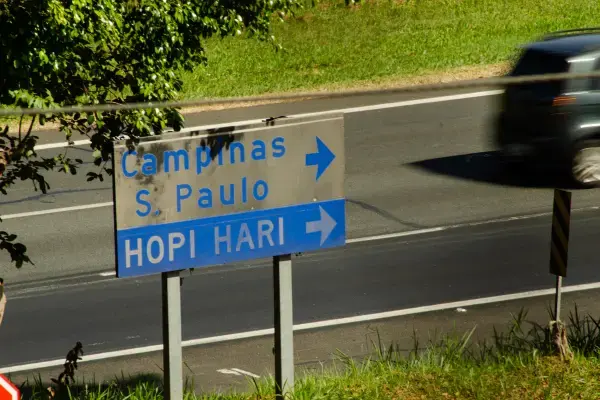 Campinas
S. Paulo
HOPI HARI